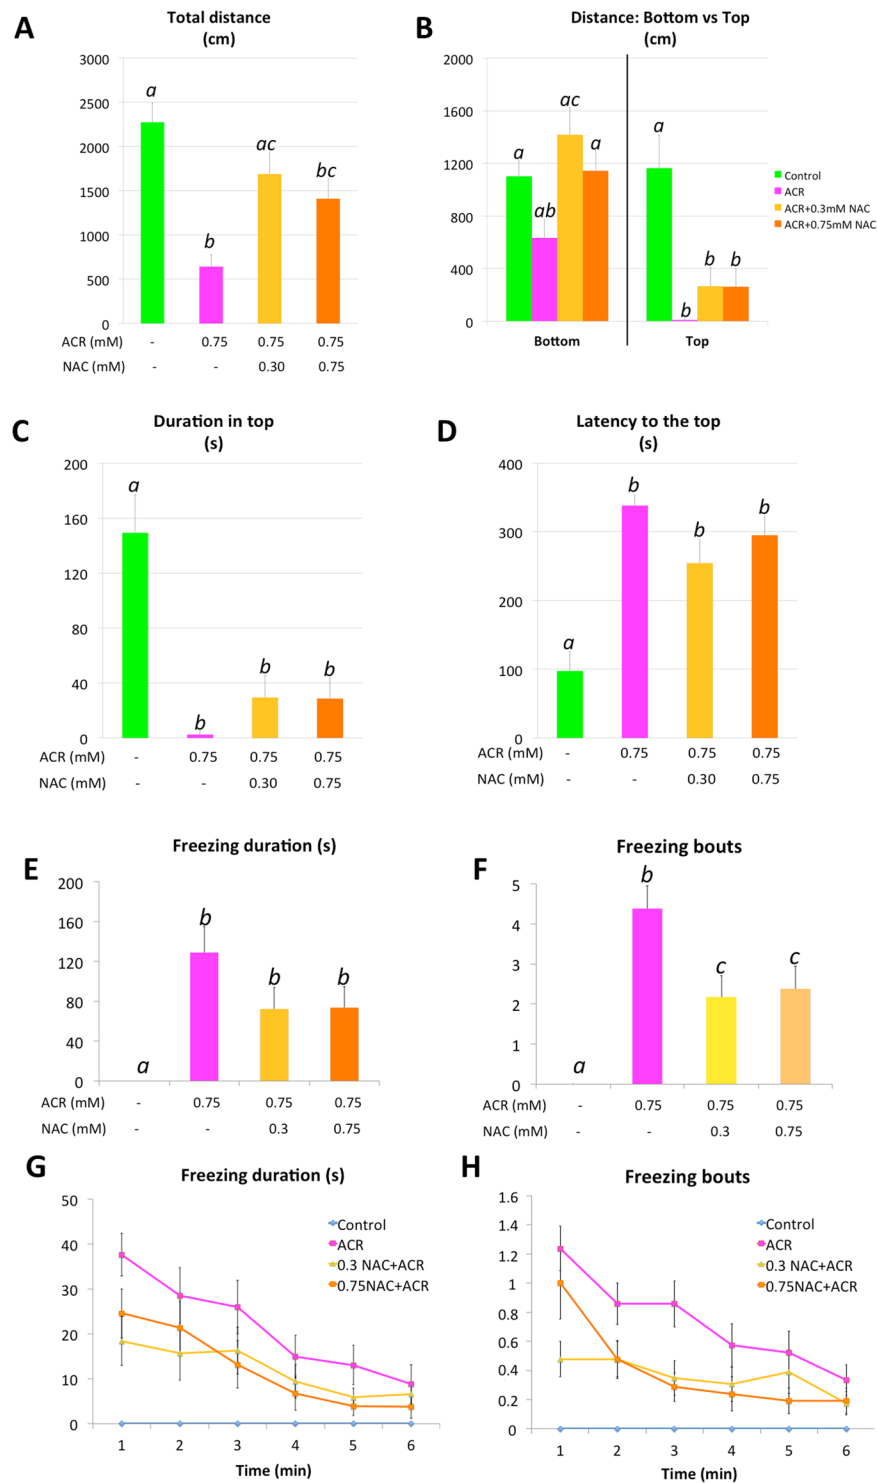 A
Total distance
(cm)
3000
2500
2000
1500
1000
500
0
a
b
ac
bc
ACR (mM) - 0.75 0.75 0.75
NAC (mM) - - 0.30 0.75
B
Distance: Bottom vs Top
(cm)
2000
1600
1200
800
400
0
a
ab
ac
a
a
b
b
b
Bottom
Top
Control
ACR
ACR+0.3mM NAC
ACR+0.75mM NAC
C
Duration in top
(s)
200
160
120
80
40
0
a
b
b
b
ACR (mM) - 0.75 0.75 0.75
NAC (mM) - - 0.30 0.75
D
Latency to the top
(s)
400
300
200
100
0
a
b
b
b
ACR (mM) - 0.75 0.75 0.75
NAC (mM) - - 0.30 0.75
E
Freezing duration (s)
200
160
120
80
40
0
a
b
b
b
ACR (mM) - 0.75 0.75 0.75
NAC (mM) - - 0.3 0.75
F
Freezing bouts
5
4
3
2
1
0
a
b
c
c
ACR (mM) - 0.75 0.75 0.75
NAC (mM) - - 0.3 0.75
G
Freezing duration (s)
50
40
30
20
10
0
Control
ACR
0.3 NAC+ACR
0.75NAC+ACR
1 2 3 4 5 6
Time (min)
H
Freezing bouts
1.6
1.4
1.2
1
0.8
0.6
0.4
0.2
0
Control
ACR
0.3 NAC+ACR
0.75NAC+ACR
1 2 3 4 5 6
Time (min)